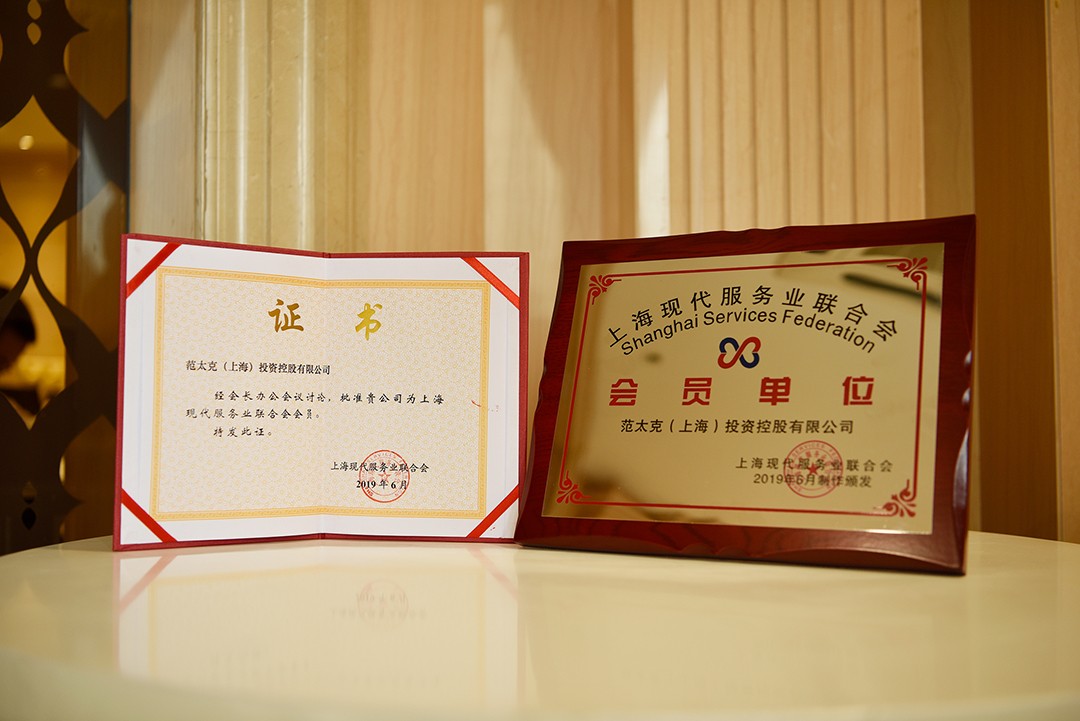 证 书
范太克（上海）投资控股有限公司
经会长办公会议讨论，批准贵公司为上海
现代服务业联合会会员。
特发此证。
上海现代服务业联合会
2019年6月
上海现代服务业联合会
Shanghai Services Federation
会员单位
范太克（上海）投资控股有限公司
上海现代服务业联合会
2019年6月制作颁发